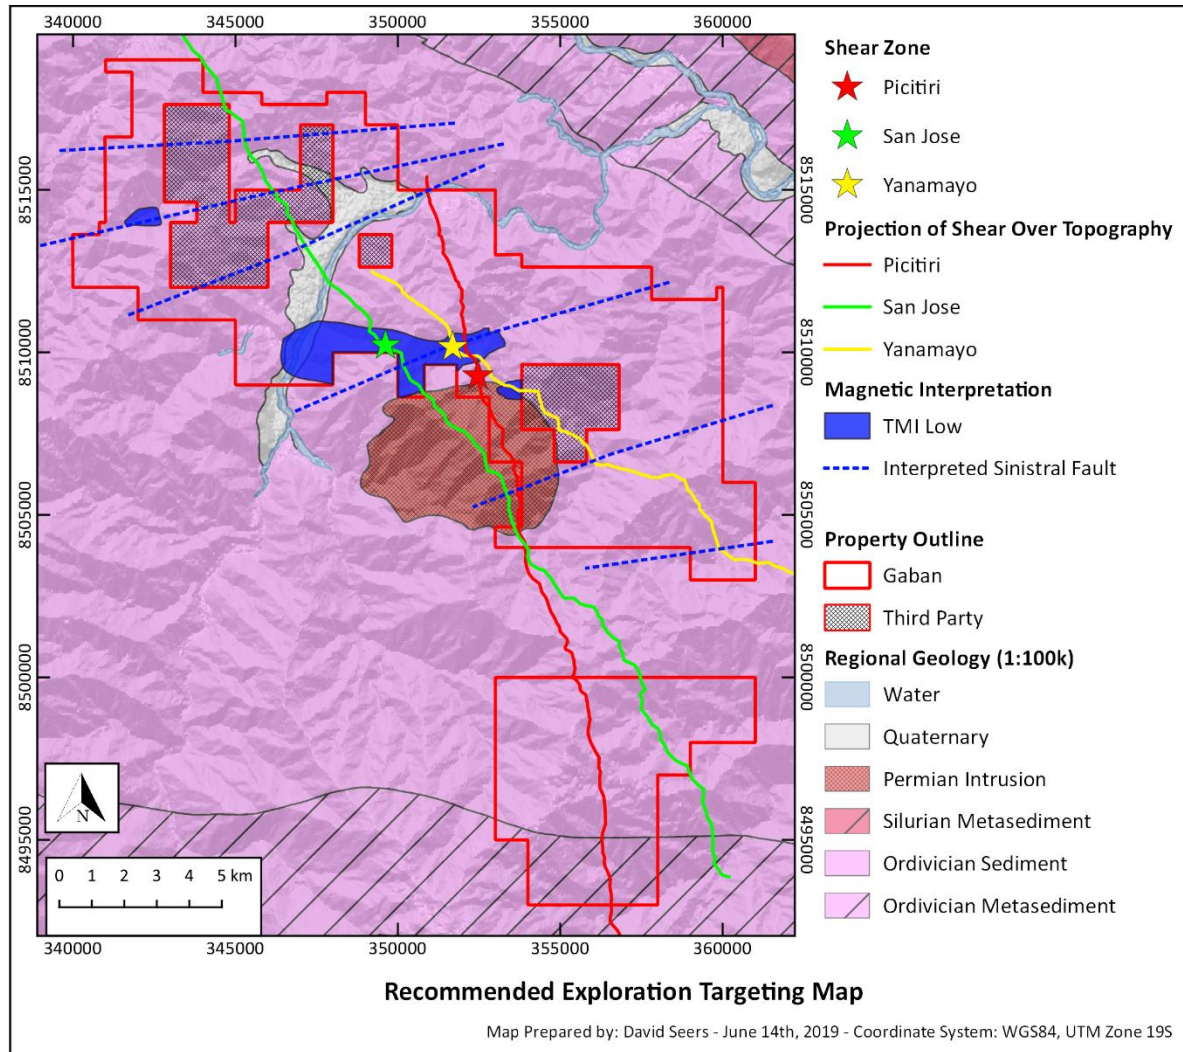 340000 345000 350000 355000 360000
8515000
8510000
8505000
8500000
8495000
8515000
8510000
8505000
8500000
8495000
N
0 1 2 3 4 5 km
340000 345000 350000 355000 360000
Shear Zone
Picitiri
San Jose
Yanamayo
Projection of Shear Over Topography
Picitiri
San Jose
Yanamayo
Magnetic Interpretation
TMI Low
Interpreted Sinistral Fault
Property Outline
Gaban
Third Party
Regional Geology (1:100k)
Water
Quaternary
Permian Intrusion
Silurian Metasediment
Ordivician Sediment
Ordivician Metasediment
Recommended Exploration Targeting Map
Map Prepared by: David Seers - June 14th, 2019 - Coordinate System: WGS84, UTM Zone 19S